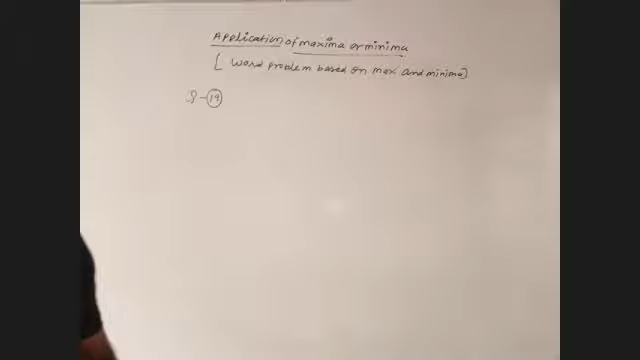 Application of maxima or minima
[ Word problem based on max and minima]
Q-19